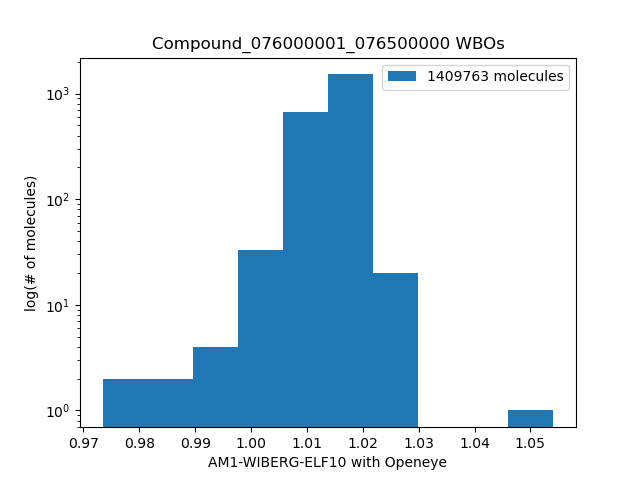 Compound_076000001_076500000 WBOs
1409763 molecules
log(# of molecules)
10³
10²
10¹
10⁰
0.97 0.98 0.99 1.00 1.01 1.02 1.03 1.04 1.05
AM1-WIBERG-ELF10 with Openeye